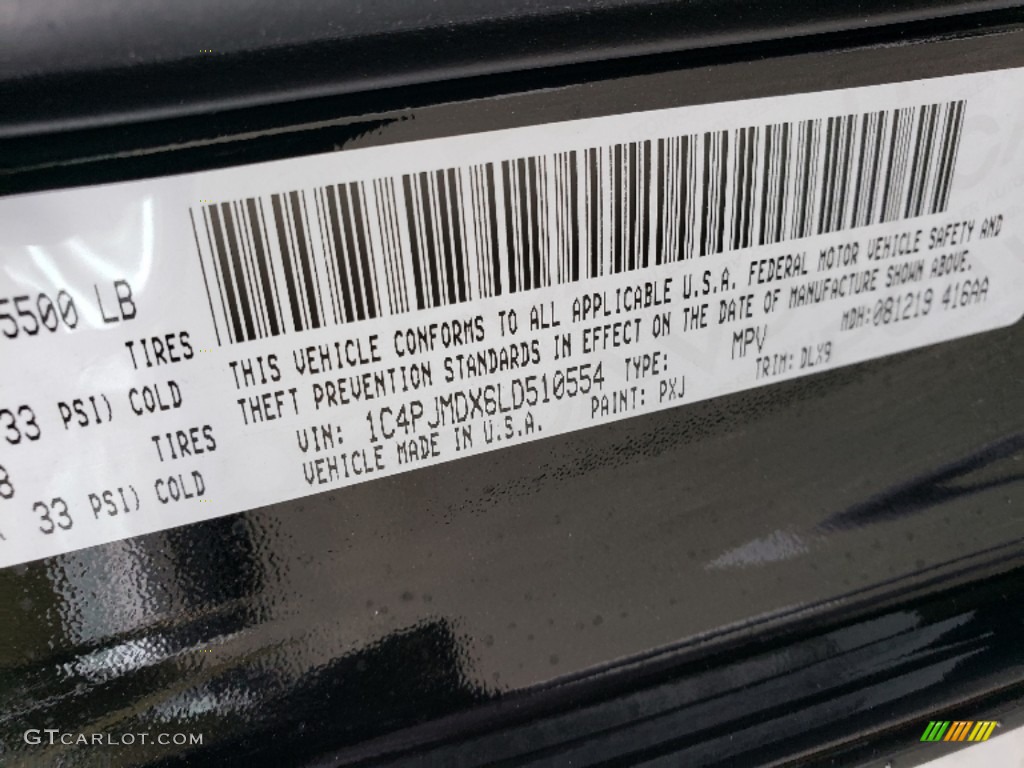 5500 LB
TIRES
33 PSI) COLD
TIRES
33 PSI) COLD
THIS VEHICLE CONFORMS TO ALL APPLICABLE U.S.A. FEDERAL MOTOR VEHICLE SAFETY AND
THEFT PREVENTION STANDARDS IN EFFECT ON THE DATE OF MANUFACTURE SHOWN ABOVE.
VIN: 1C4PJMDX6LD510554 TYPE: MPV MDH: 081219 416AA
VEHICLE MADE IN U.S.A. PAINT: PXJ TRIM: DLX9
GTCARLOT.COM